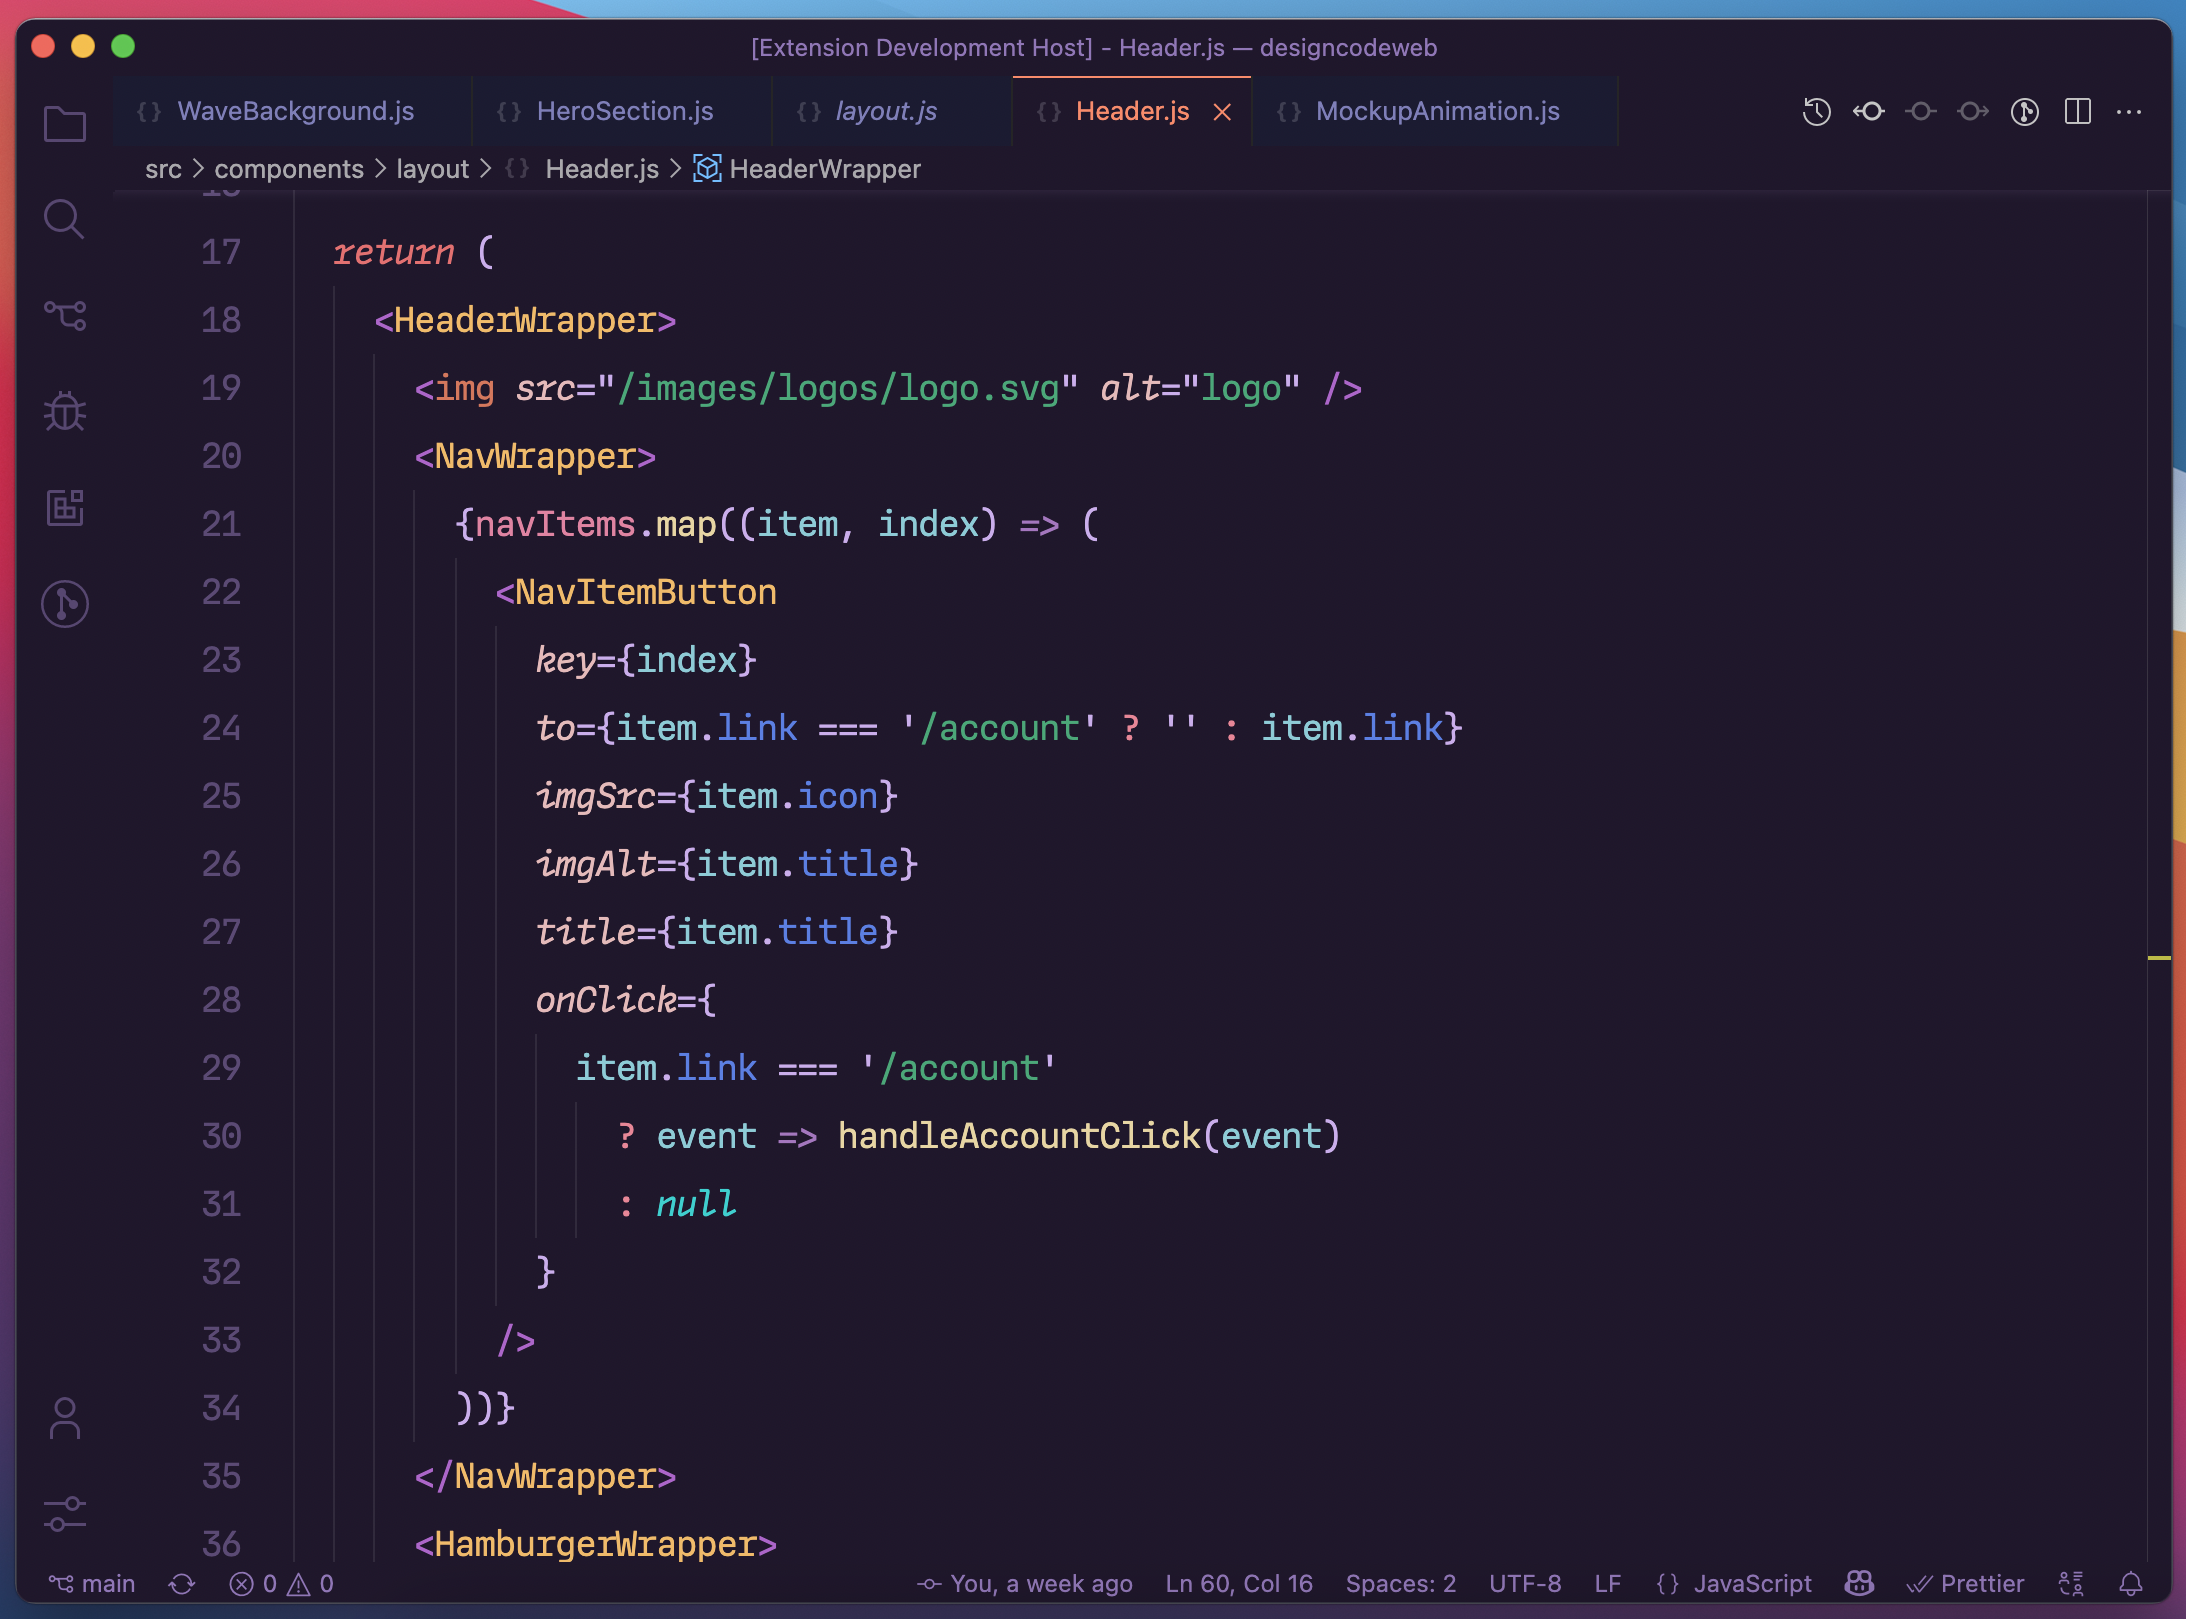 [Extension Development Host] - Header.js — designcodeweb
{} WaveBackground.js {} HeroSection.js {} layout.js {} Header.js {} MockupAnimation.js
src > components > layout > {} Header.js > HeaderWrapper
17 return (
18 <HeaderWrapper>
19 <img src="/images/logos/logo.svg" alt="logo" />
20 <NavWrapper>
21 {navItems.map((item, index) => (
22 <NavItemButton
23 key={index}
24 to={item.link === '/account' ? '' : item.link}
25 imgSrc={item.icon}
26 imgAlt={item.title}
27 title={item.title}
28 onClick={
29 item.link === '/account'
30 ? event => handleAccountClick(event)
31 : null
32 }
33 />
34 ))}
35 </NavWrapper>
36 <HamburgerWrapper>
main 0 0 You, a week ago Ln 60, Col 16 Spaces: 2 UTF-8 LF {} JavaScript Prettier